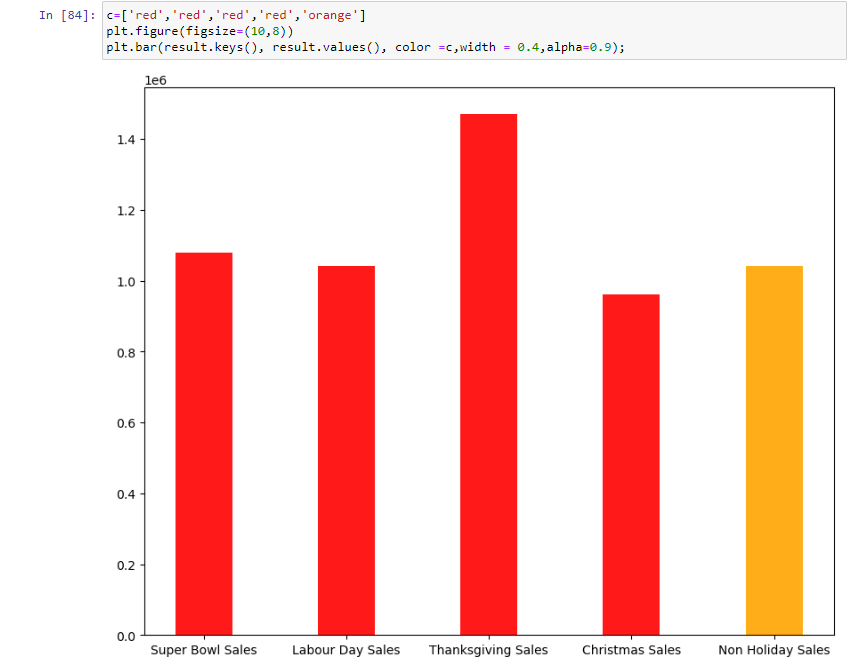 In [84]: c=['red','red','red','red','orange']
plt.figure(figsize=(10,8))
plt.bar(result.keys(), result.values(), color =c,width = 0.4,alpha=0.9);
1e6
1.4
1.2
1.0
0.8
0.6
0.4
0.2
0.0
Super Bowl Sales Labour Day Sales Thanksgiving Sales Christmas Sales Non Holiday Sales